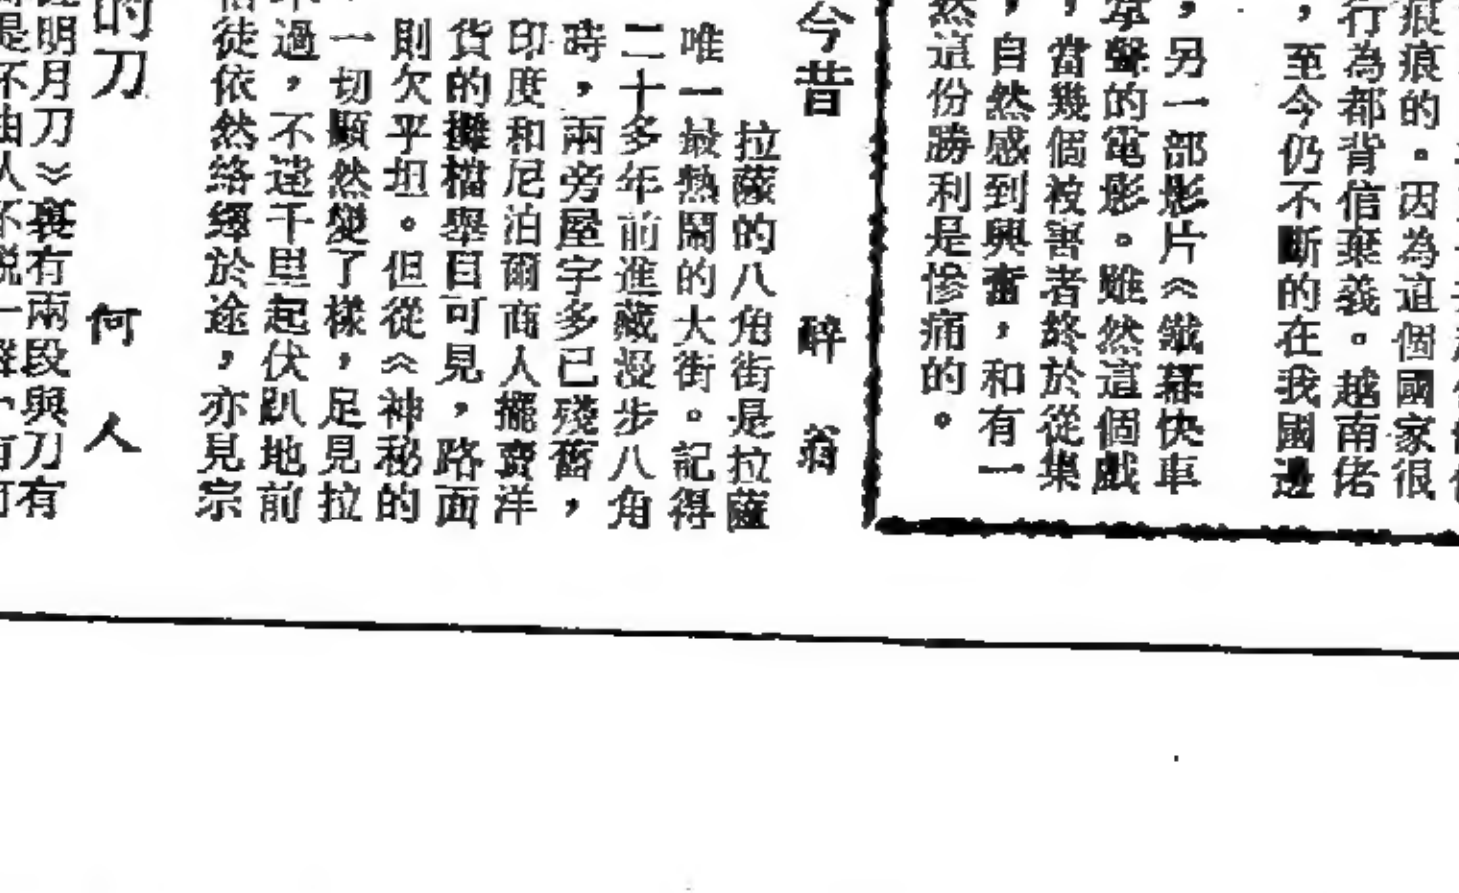 痕痕的。因為這個國家很
行為都背信棄義。越南佬
，至今仍不斷的在我國邊
，另一部影片《鐵幕快車
的電影。雖然這個戲
，當幾個被害者終於從集
，自然感到興奮，和有一
然這份勝利是慘痛的。
今昔 醉翁
拉薩的八角街是拉薩
唯一最熱鬧的大街。記得
二十多年前進藏漫步八角
時，兩旁屋宇多已殘舊，
印度和尼泊爾商人擺賣洋
貨的攤檔舉目可見，路面
則欠平坦。但從《神秘的
一切顯然變了樣，足見拉
過，不遠千里起伏趴地前
信徒依然絡繹於途，亦見宗
的刀 何人
明月刀》裏有兩段與刀有
是不由人不說一聲